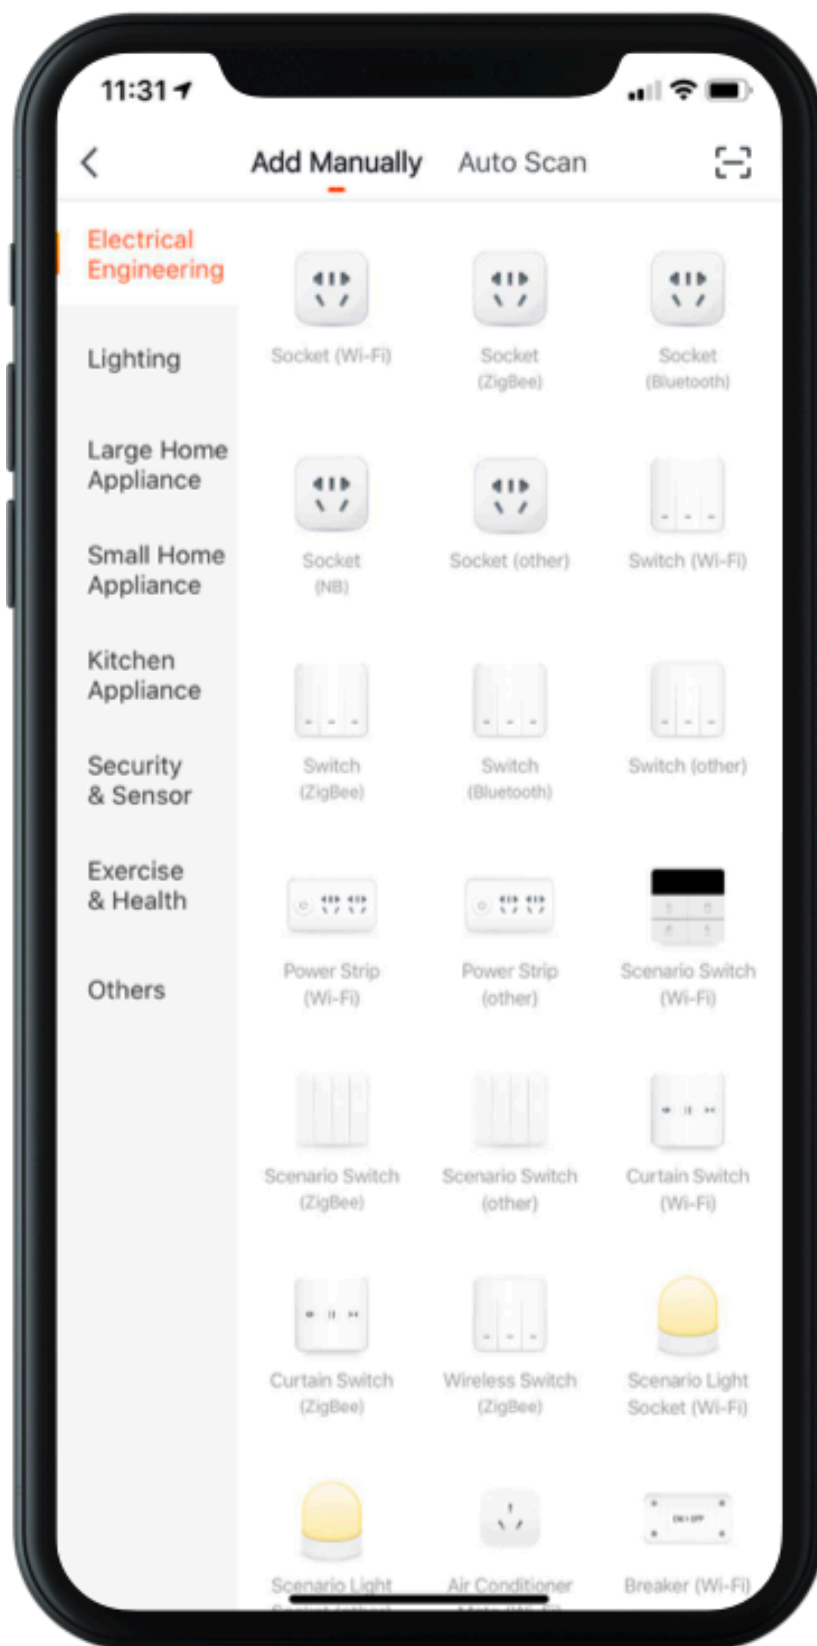 11:31
Add Manually Auto Scan
Electrical
Engineering
Lighting
Large Home
Appliance
Small Home
Appliance
Kitchen
Appliance
Security
& Sensor
Exercise
& Health
Others
Socket (Wi-Fi)
Socket
(ZigBee)
Socket
(Bluetooth)
Socket
(NB)
Socket (other)
Switch (Wi-Fi)
Switch
(ZigBee)
Switch
(Bluetooth)
Switch (other)
Power Strip
(Wi-Fi)
Power Strip
(other)
Scenario Switch
(Wi-Fi)
Scenario Switch
(ZigBee)
Scenario Switch
(other)
Curtain Switch
(Wi-Fi)
Curtain Switch
(ZigBee)
Wireless Switch
(ZigBee)
Scenario Light
Socket (Wi-Fi)
Scenario Light
Air Conditioner
Breaker (Wi-Fi)